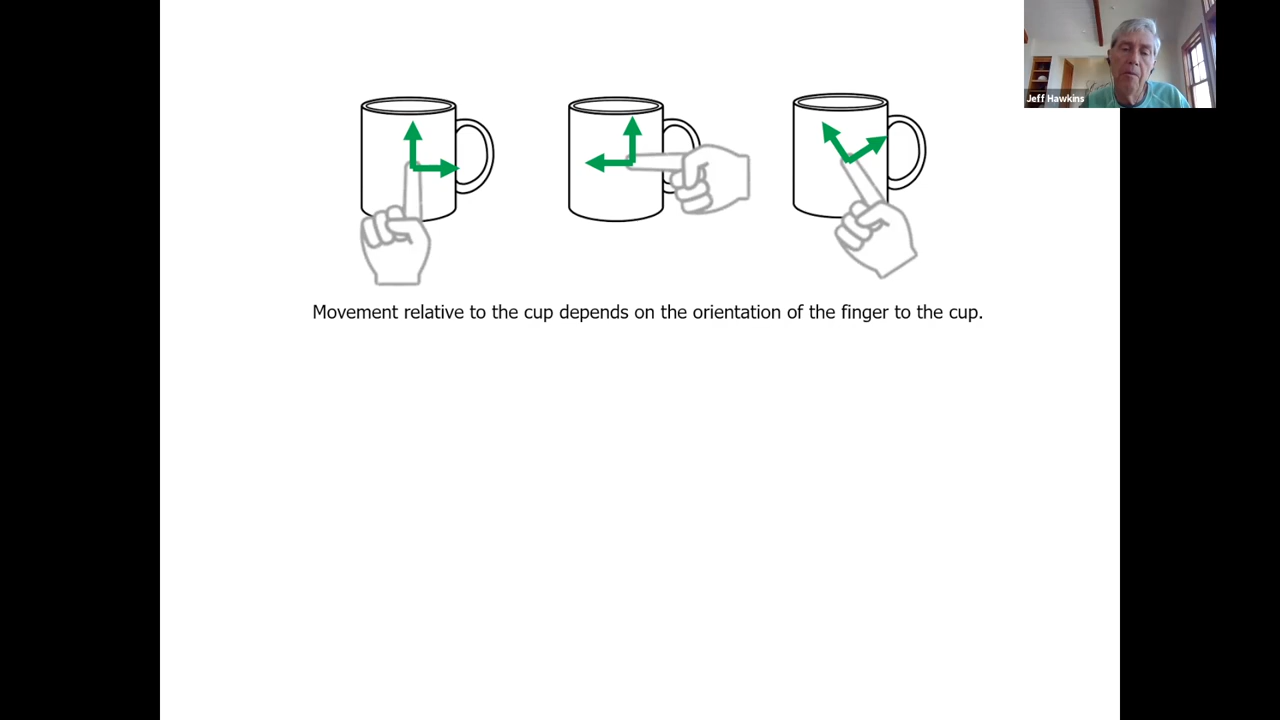 Jeff Hawkins
Movement relative to the cup depends on the orientation of the finger to the cup.